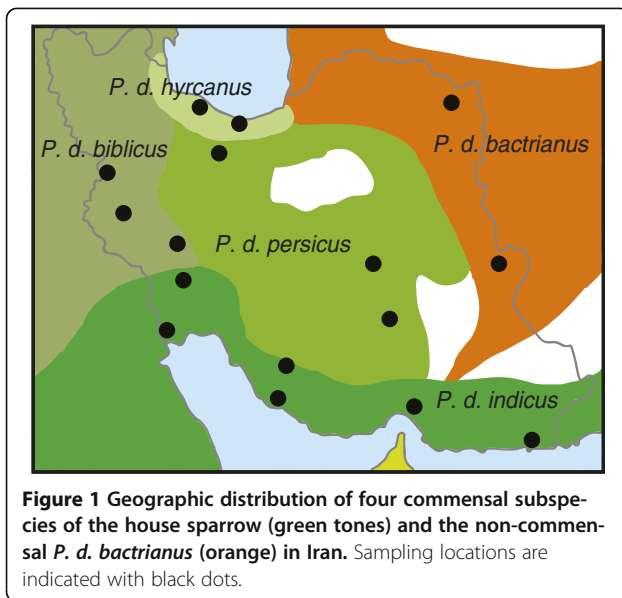 P. d. hyrcanus
P. d. biblicus
P. d. bactrianus
P. d. persicus
P. d. indicus
Figure 1 Geographic distribution of four commensal subspe-
cies of the house sparrow (green tones) and the non-commen-
sal P. d. bactrianus (orange) in Iran. Sampling locations are
indicated with black dots.